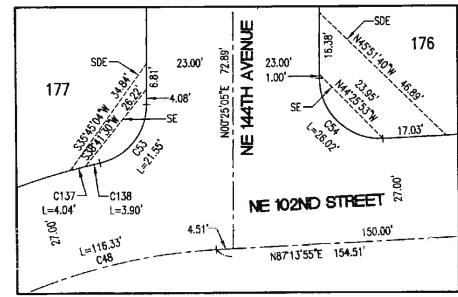 177
SDE
S35°45'04"W 34.84'
S38°41'30"W 26.22'
6.81'
4.08'
SE
C53
L=21.55'
C137
L=4.04'
C138
L=3.90'
27.00'
L=116.33'
C48
23.00'
N00°25'05"E 72.89'
NE 144TH AVENUE
23.00'
1.00'
16.38'
SDE
N45°51'40"W 46.89'
176
N44°25'53"W
23.95'
SE
C54
L=26.02'
17.03'
NE 102ND STREET
27.00'
4.51'
150.00'
N87°13'55"E 154.51'